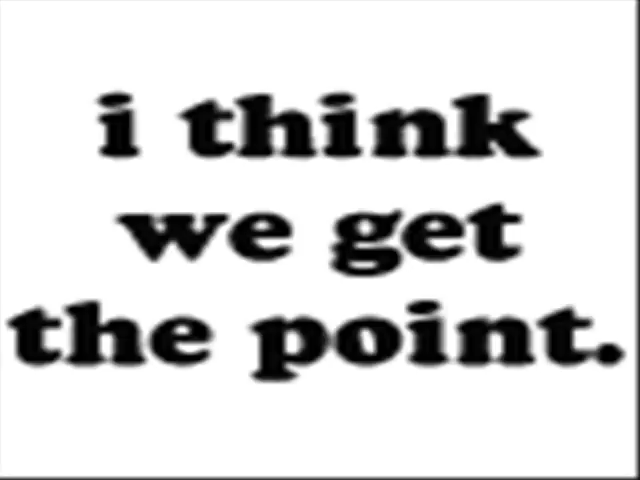 i think
we get
the point.